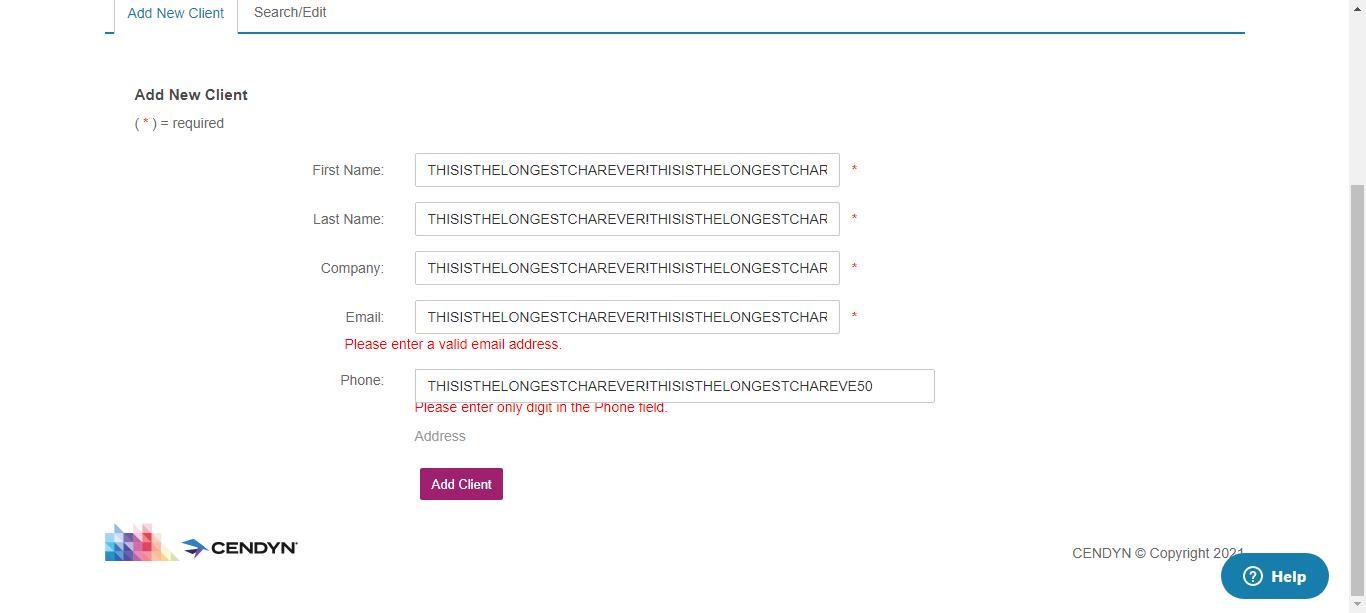 Add New Client Search/Edit
Add New Client
( * ) = required
First Name: THISISTHELONGESTCHAREVER!THISISTHELONGESTCHAR *
Last Name: THISISTHELONGESTCHAREVER!THISISTHELONGESTCHAR *
Company: THISISTHELONGESTCHAREVER!THISISTHELONGESTCHAR *
Email: THISISTHELONGESTCHAREVER!THISISTHELONGESTCHAR *
Please enter a valid email address.
Phone: THISISTHELONGESTCHAREVER!THISISTHELONGESTCHAREVE50
Please enter only digit in the Phone field.
Address
Add Client
CENDYN CENDYN © Copyright 2021
Help